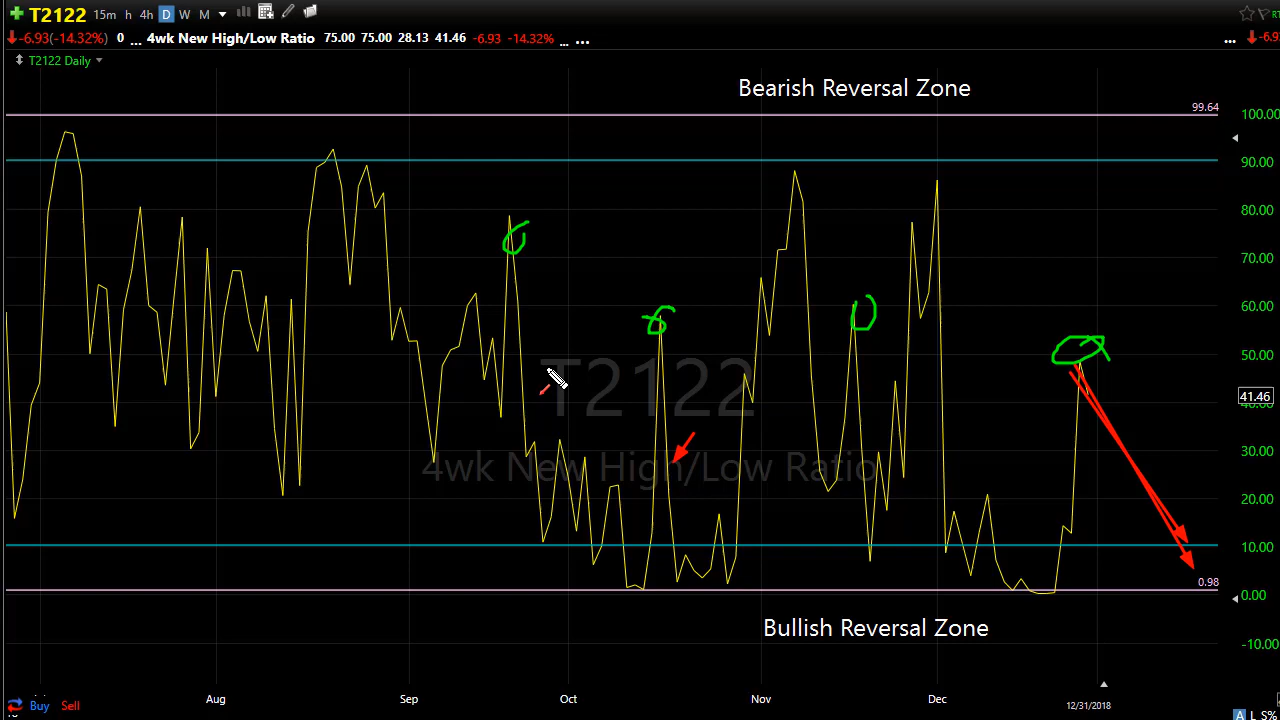 T2122 15m h 4h D W M
-6.93(-14.32%) 0 ... 4wk New High/Low Ratio 75.00 75.00 28.13 41.46 -6.93 -14.32% ... ... ... -6.93
T2122 Daily
Bearish Reversal Zone
99.64
100.00
90.00
80.00
70.00
60.00
50.00
T2122
41.46
40.00
4wk New High/Low Ratio
30.00
20.00
10.00
0.98
0.00
Bullish Reversal Zone
-10.00
Aug Sep Oct Nov Dec
Buy Sell 12/31/2018
A L S%